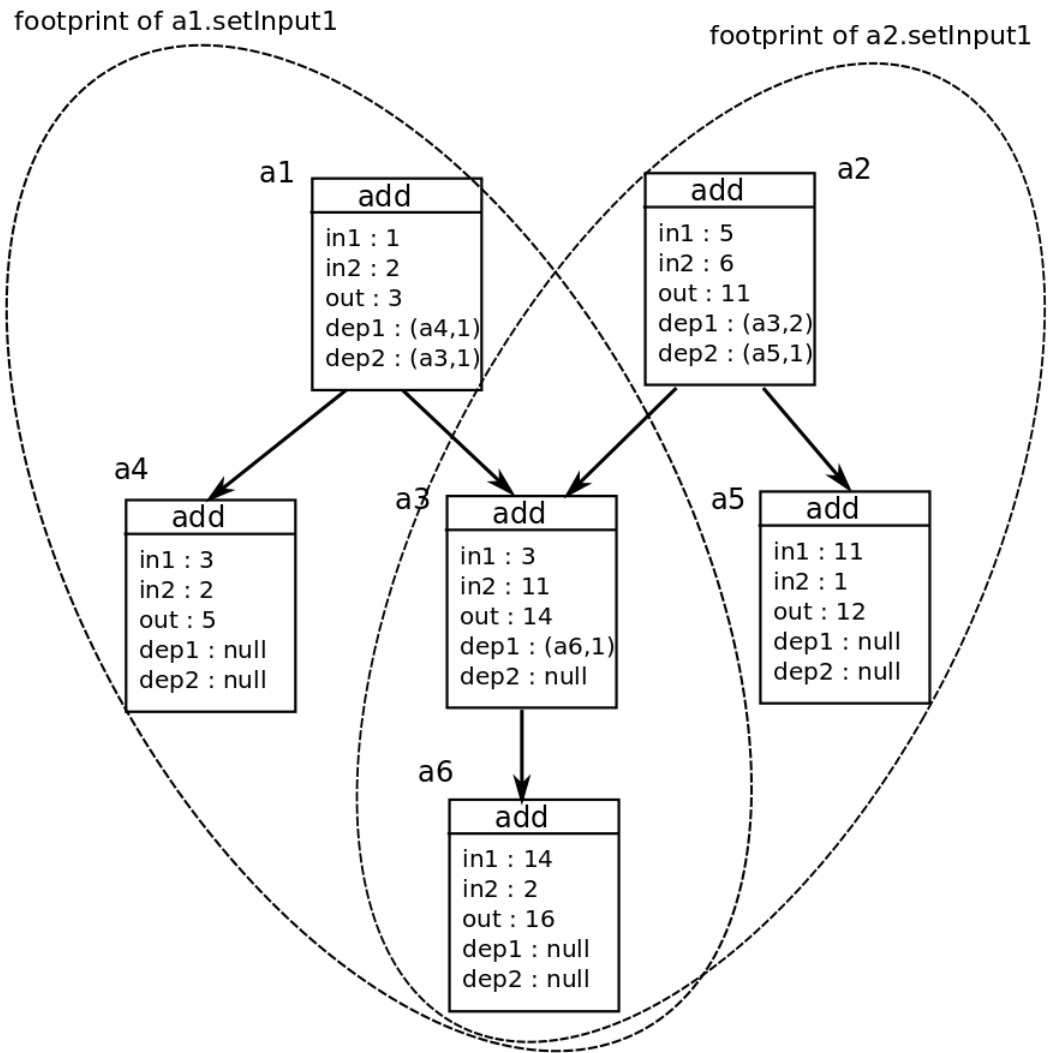 footprint of a1.setInput1
footprint of a2.setInput1
a1
add
in1 : 1
in2 : 2
out : 3
dep1 : (a4,1)
dep2 : (a3,1)
a2
add
in1 : 5
in2 : 6
out : 11
dep1 : (a3,2)
dep2 : (a5,1)
a4
add
in1 : 3
in2 : 2
out : 5
dep1 : null
dep2 : null
a3
add
in1 : 3
in2 : 11
out : 14
dep1 : (a6,1)
dep2 : null
a5
add
in1 : 11
in2 : 1
out : 12
dep1 : null
dep2 : null
a6
add
in1 : 14
in2 : 2
out : 16
dep1 : null
dep2 : null